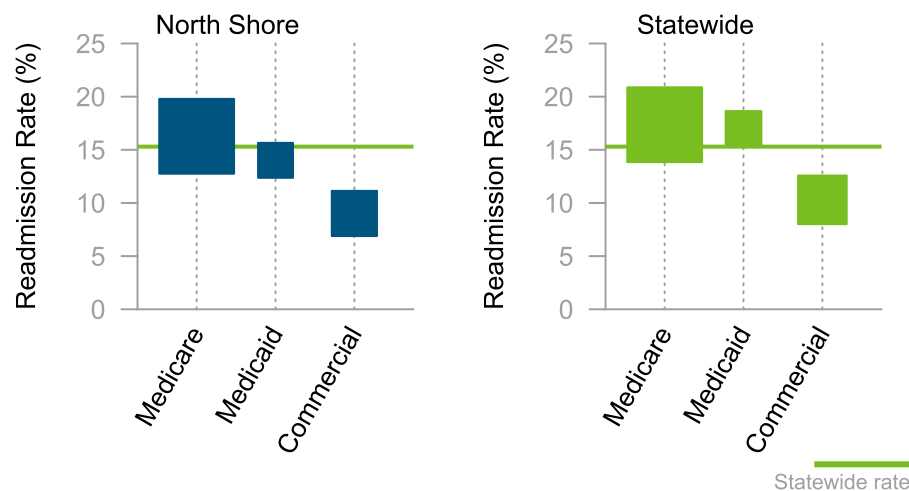 North Shore
Readmission Rate (%)
25
20
15
10
5
0
Medicare
Medicaid
Commercial
Statewide
Readmission Rate (%)
25
20
15
10
5
0
Medicare
Medicaid
Commercial
Statewide rate